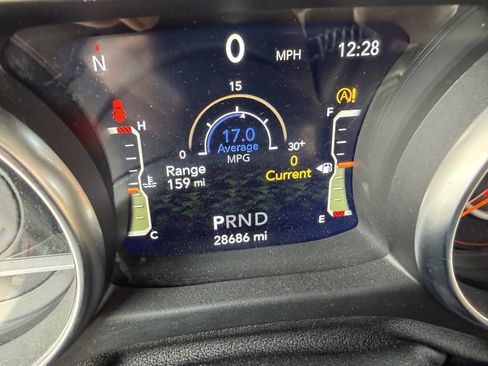 0 MPH
12:28
N
15
H
F
17.0
Average
MPG
0
30+
Range
159 mi
0
Current
C
E
PRND
28686 mi